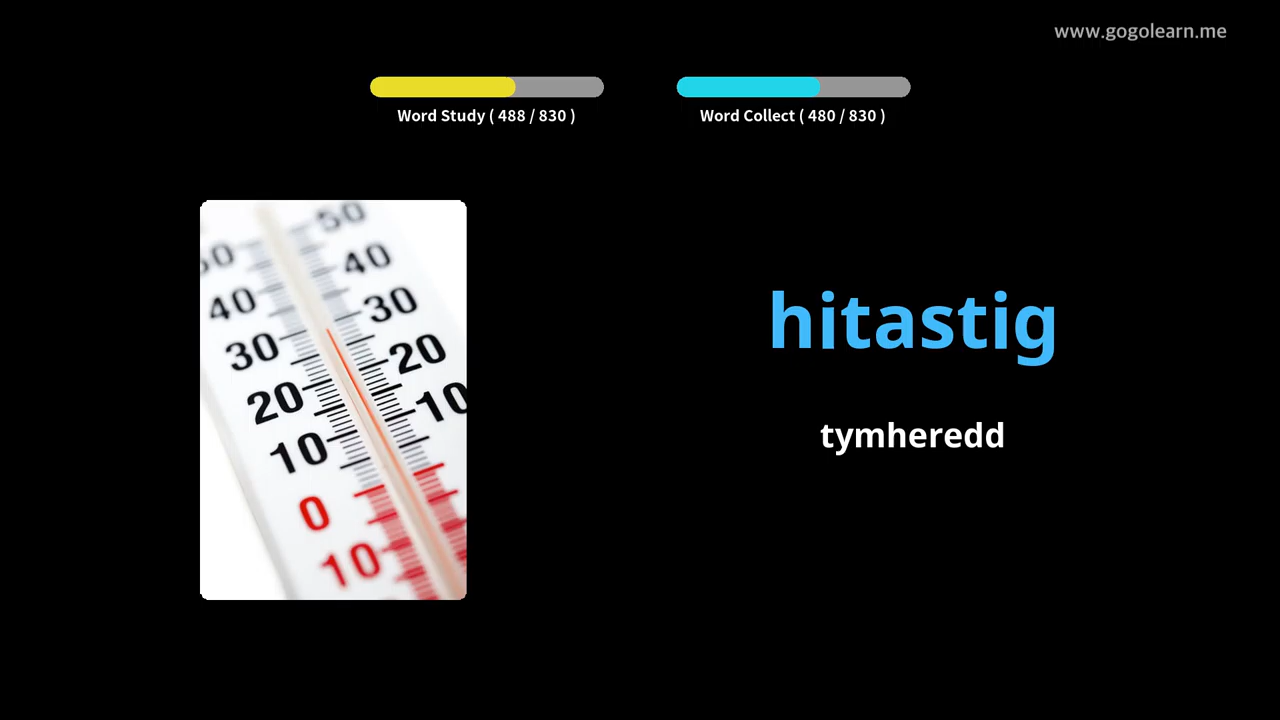 www.gogolearn.me
Word Study ( 488 / 830 )
Word Collect ( 480 / 830 )
50
50
40
40
30
30
20
20
10
10
0
10
hitastig
tymheredd